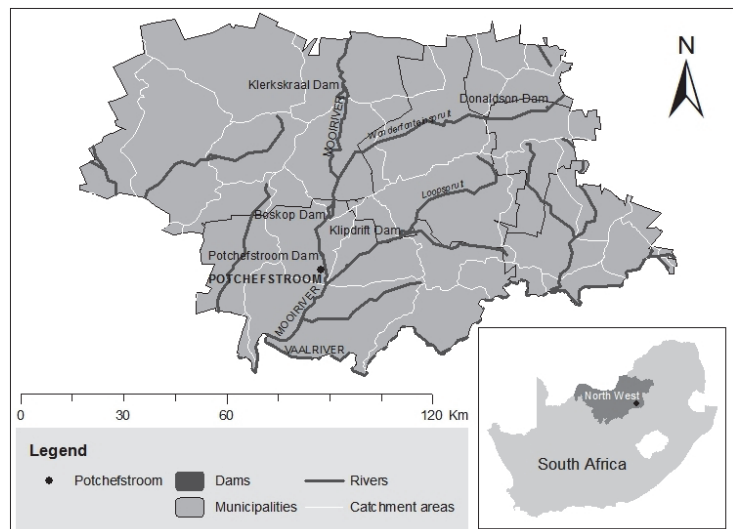 N
Klerkskraal Dam
Donaldson Dam
MOOIRIVER
Wonderfonteinspruit
Loopspruit
Boskop Dam
Klipdrift Dam
Potchefstroom Dam
POTCHEFSTROOM
MOOIRIVER
VAALRIVER
0 30 60 120 Km
North West
South Africa
Legend
Potchefstroom Dams Rivers
Municipalities Catchment areas